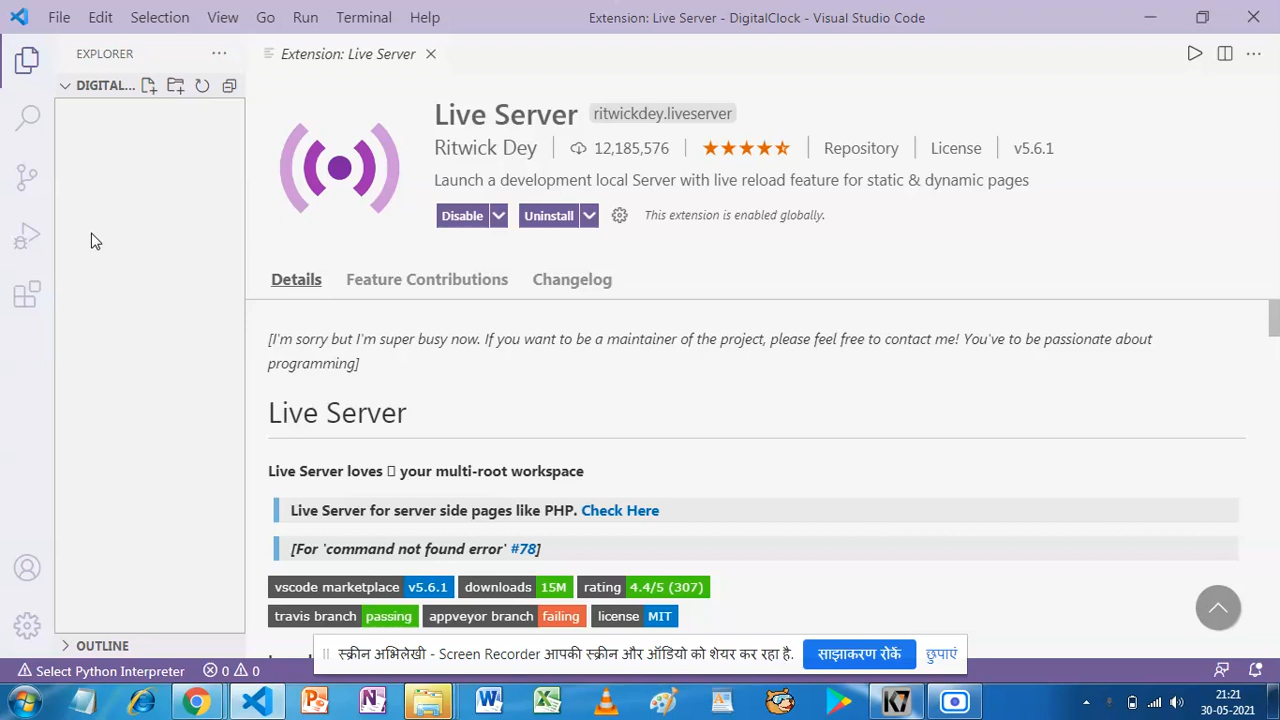 File Edit Selection View Go Run Terminal Help
Extension: Live Server - DigitalClock - Visual Studio Code
EXPLORER
Extension: Live Server
DIGITAL...
Live Server ritwickdey.liveserver
Ritwick Dey 12,185,576 Repository License v5.6.1
Launch a development local Server with live reload feature for static & dynamic pages
Disable Uninstall This extension is enabled globally.
Details Feature Contributions Changelog
[I'm sorry but I'm super busy now. If you want to be a maintainer of the project, please feel free to contact me! You've to be passionate about
programming]
Live Server
Live Server loves your multi-root workspace
Live Server for server side pages like PHP. Check Here
[For `command not found error' #78]
vscode marketplace v5.6.1 downloads 15M rating 4.4/5 (307)
travis branch passing appveyor branch failing license MIT
OUTLINE
स्क्रीन अभिलेखी - Screen Recorder आपकी स्क्रीन और ऑडियो को शेयर कर रहा है. साझाकरण रोकें छुपाएं
Select Python Interpreter 0 0
K7
21:21
30-05-2021